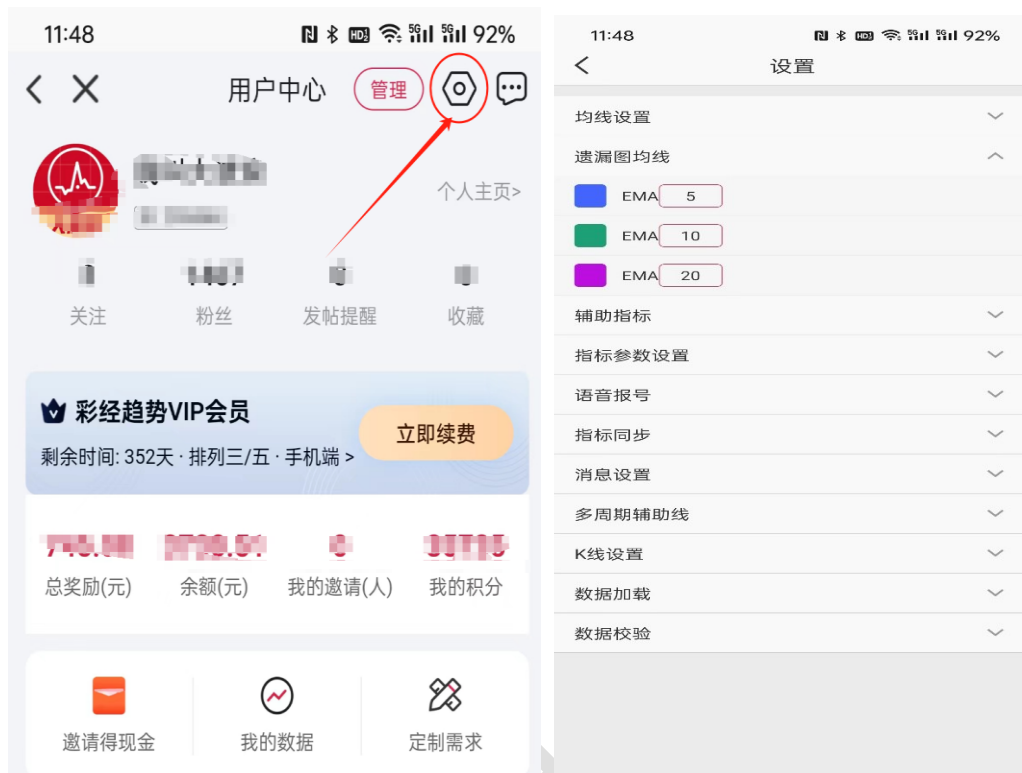 11:48
HD2 5G 5G 92%
用户中心
管理
个人主页>
关注
粉丝
发帖提醒
收藏
彩经趋势VIP会员
立即续费
剩余时间: 352天 · 排列三/五 · 手机端 >
总奖励(元)
余额(元)
我的邀请(人)
我的积分
邀请得现金
我的数据
定制需求
11:48
HD2 5G 5G 92%
设置
均线设置
遗漏图均线
EMA 5
EMA 10
EMA 20
辅助指标
指标参数设置
语音报号
指标同步
消息设置
多周期辅助线
K线设置
数据加载
数据校验